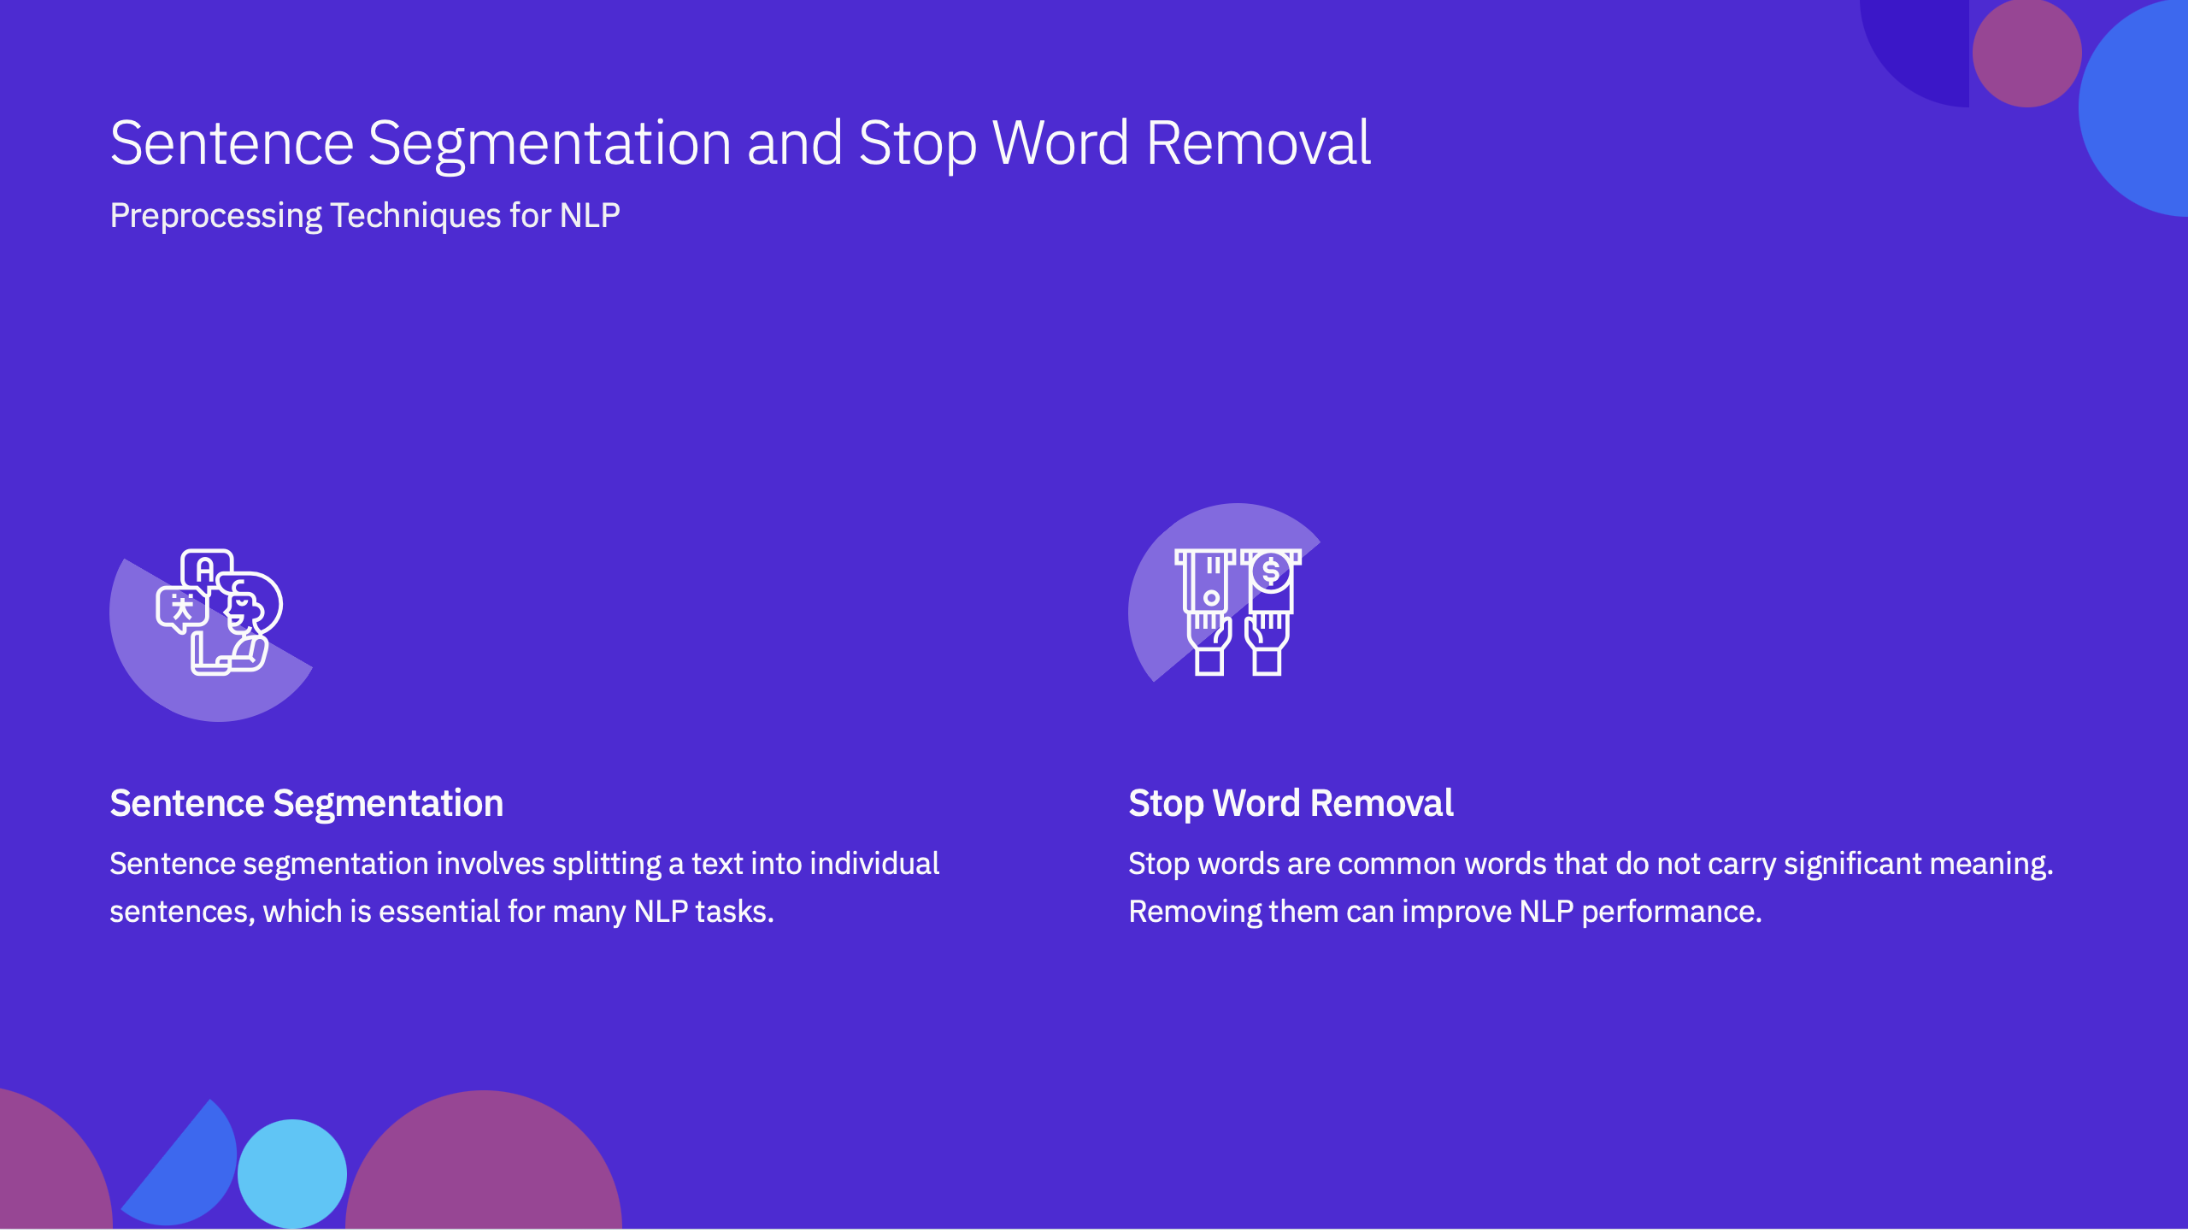 Sentence Segmentation and Stop Word Removal
Preprocessing Techniques for NLP
A
文
$
Sentence Segmentation
Sentence segmentation involves splitting a text into individual
sentences, which is essential for many NLP tasks.
Stop Word Removal
Stop words are common words that do not carry significant meaning.
Removing them can improve NLP performance.